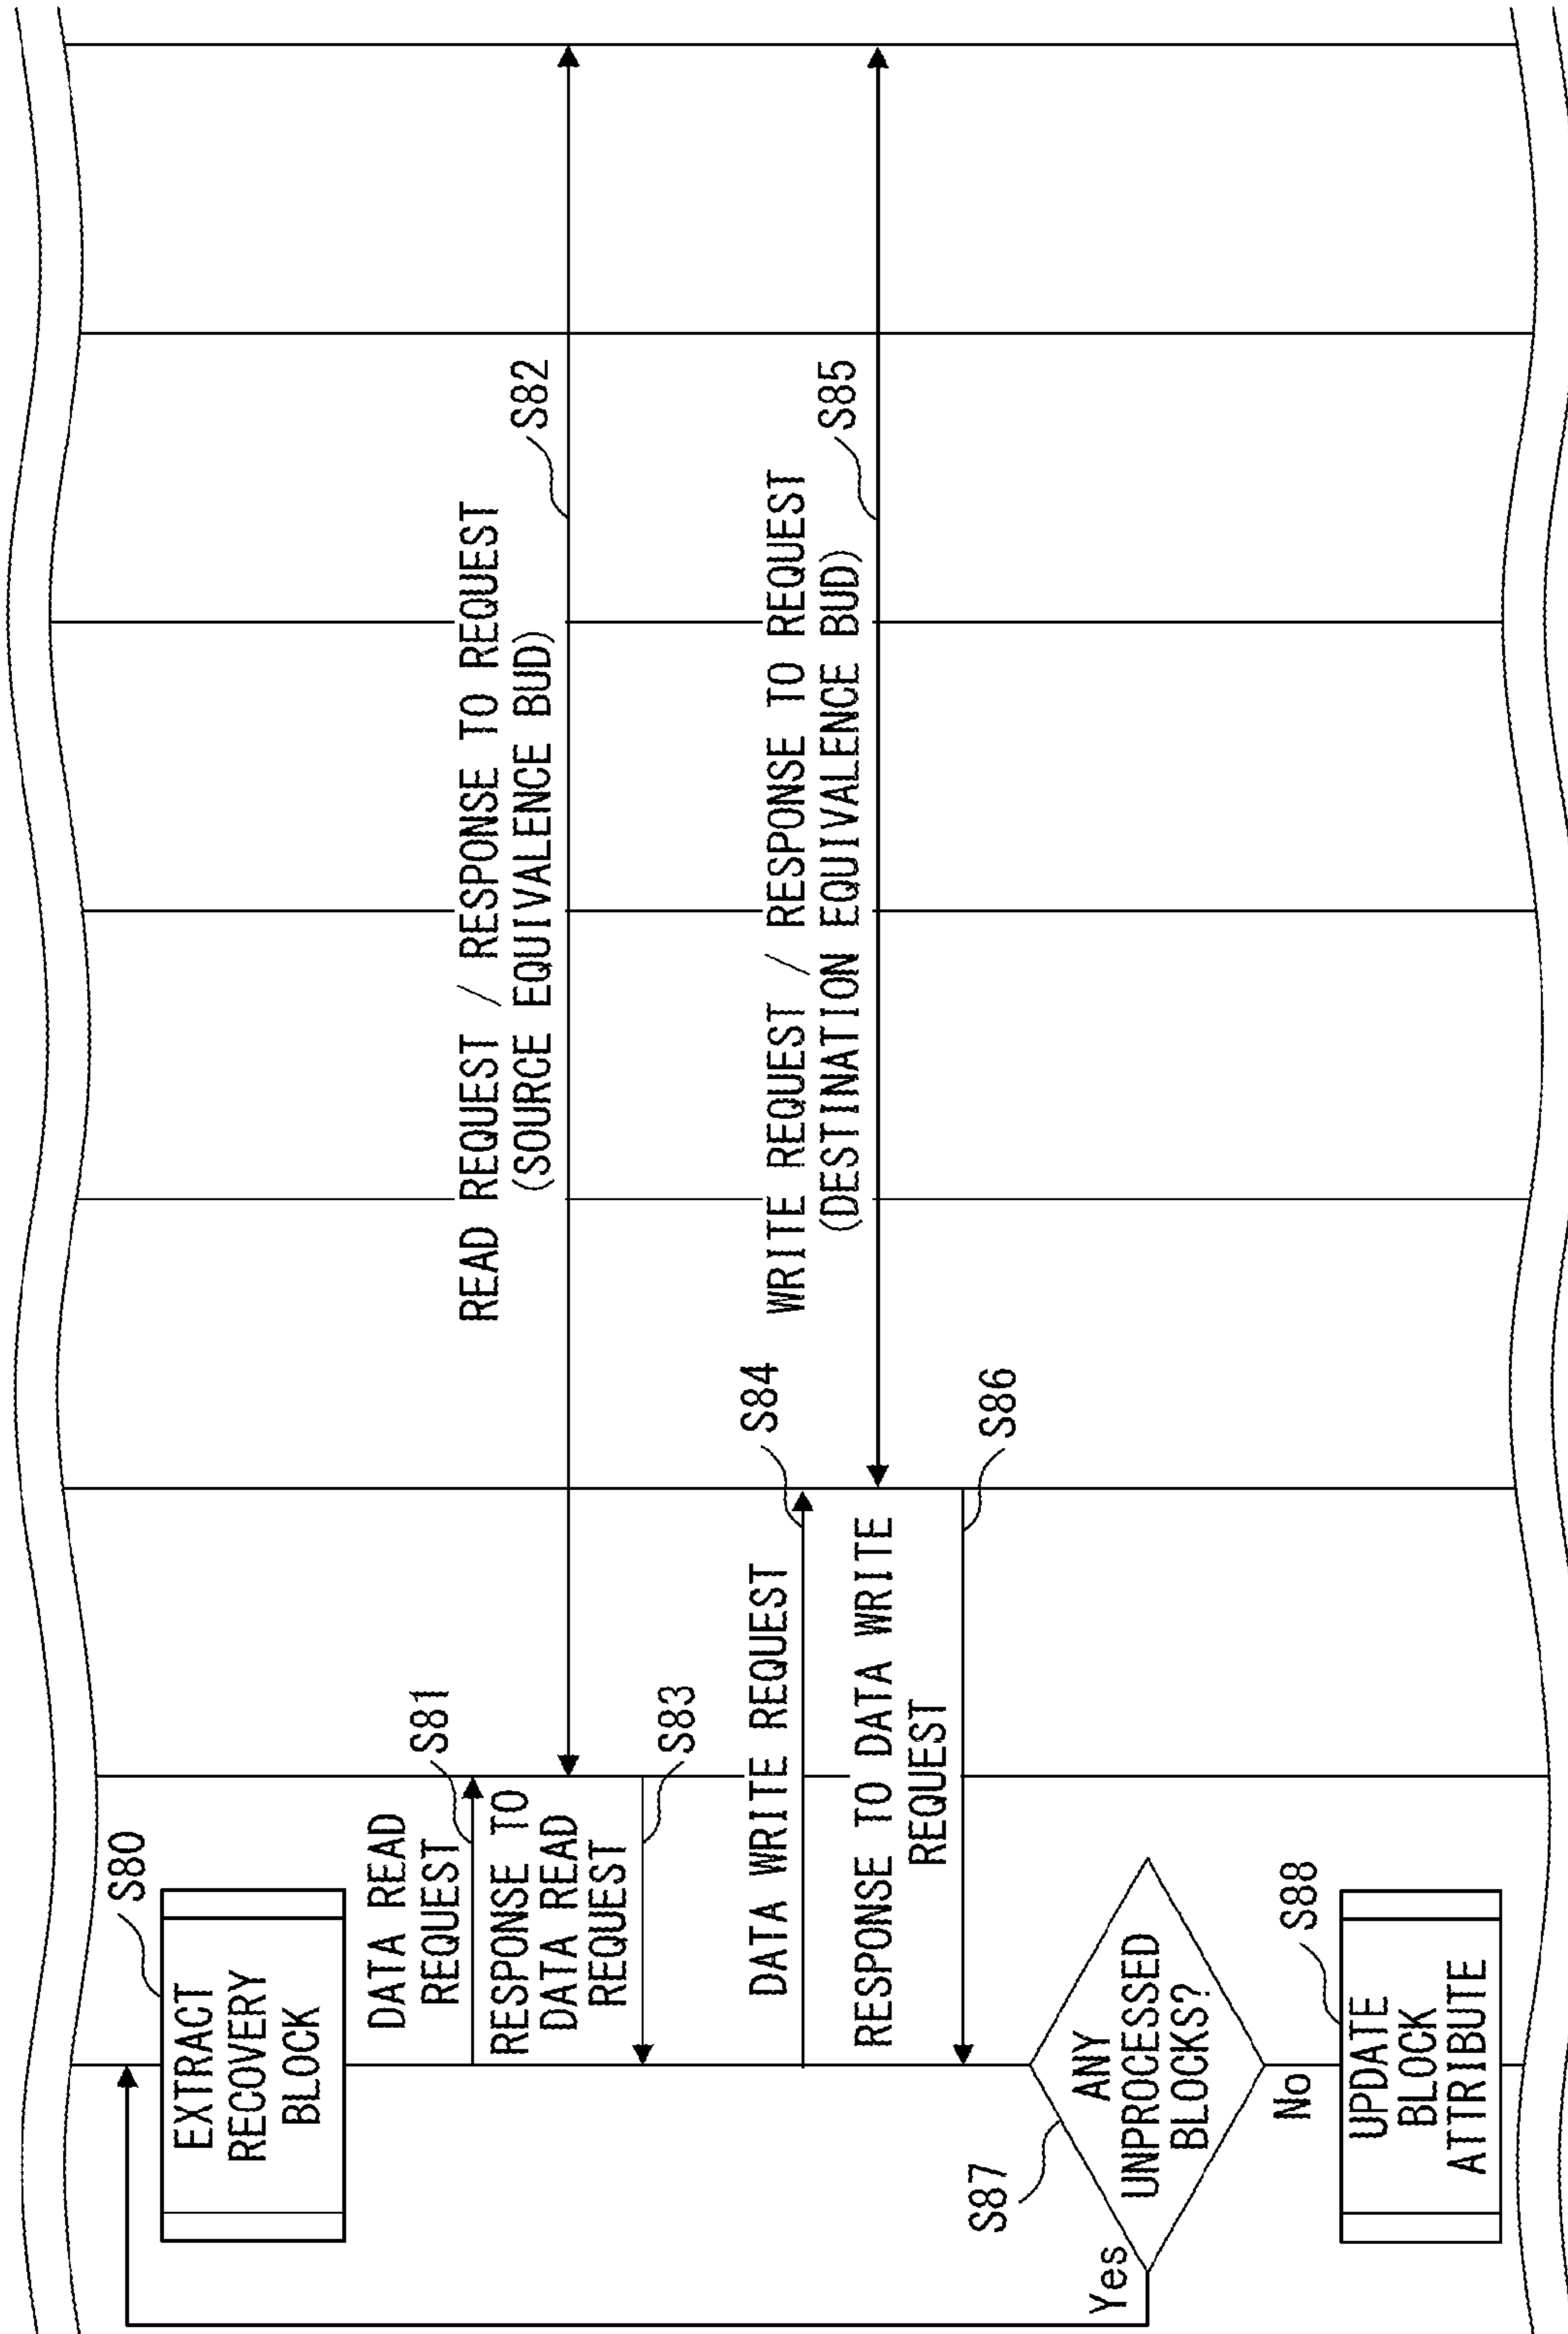 S80
EXTRACT
RECOVERY
BLOCK
DATA READ
REQUEST
S81
READ REQUEST / RESPONSE TO REQUEST
(SOURCE EQUIVALENCE BUD)
S82
RESPONSE TO
DATA READ
REQUEST
S83
DATA WRITE REQUEST
S84
WRITE REQUEST / RESPONSE TO REQUEST
(DESTINATION EQUIVALENCE BUD)
S85
RESPONSE TO DATA WRITE
REQUEST
S86
S87
ANY
UNPROCESSED
BLOCKS?
Yes
No
S88
UPDATE
BLOCK
ATTRIBUTE